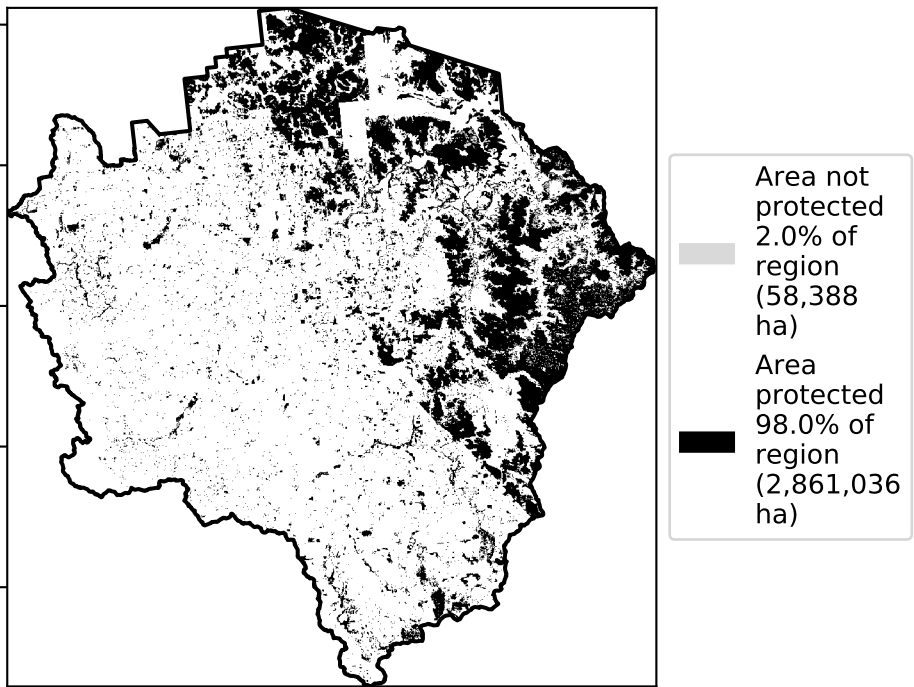 Area not
protected
2.0% of
region
(58,388
ha)
Area
protected
98.0% of
region
(2,861,036
ha)